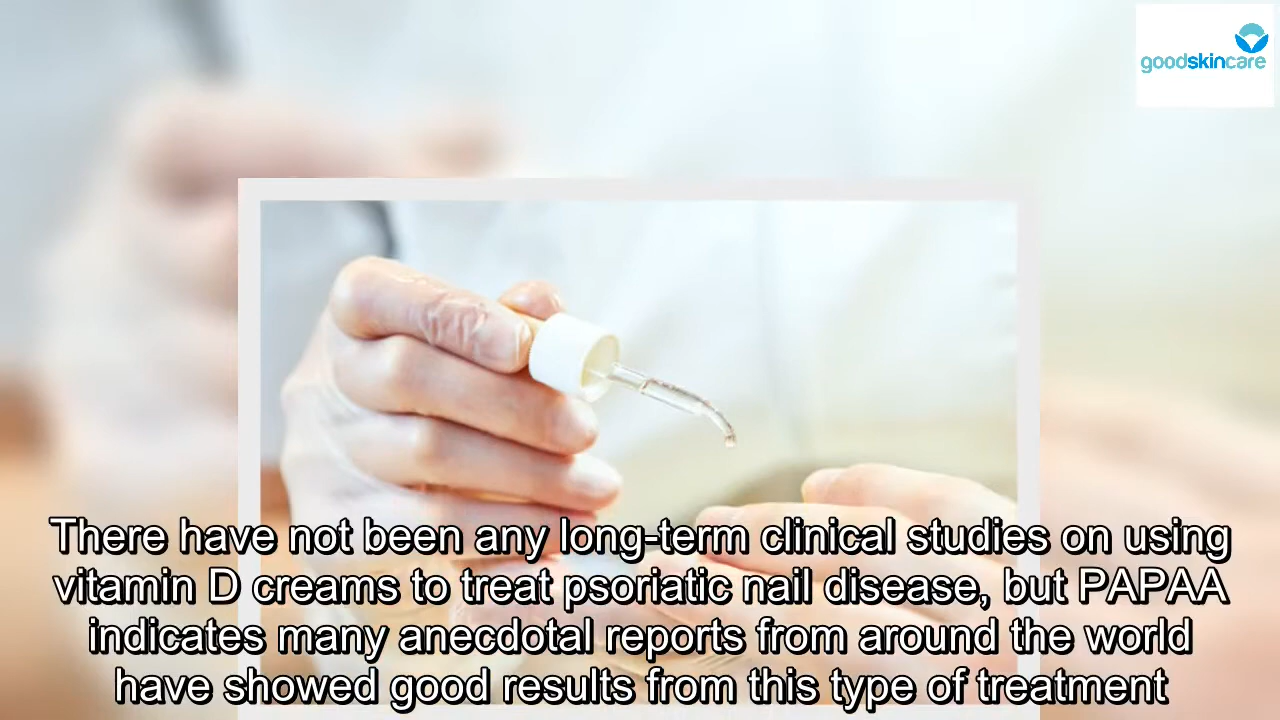 goodskincare
There have not been any long-term clinical studies on using
vitamin D creams to treat psoriatic nail disease, but PAPAA
indicates many anecdotal reports from around the world
have showed good results from this type of treatment